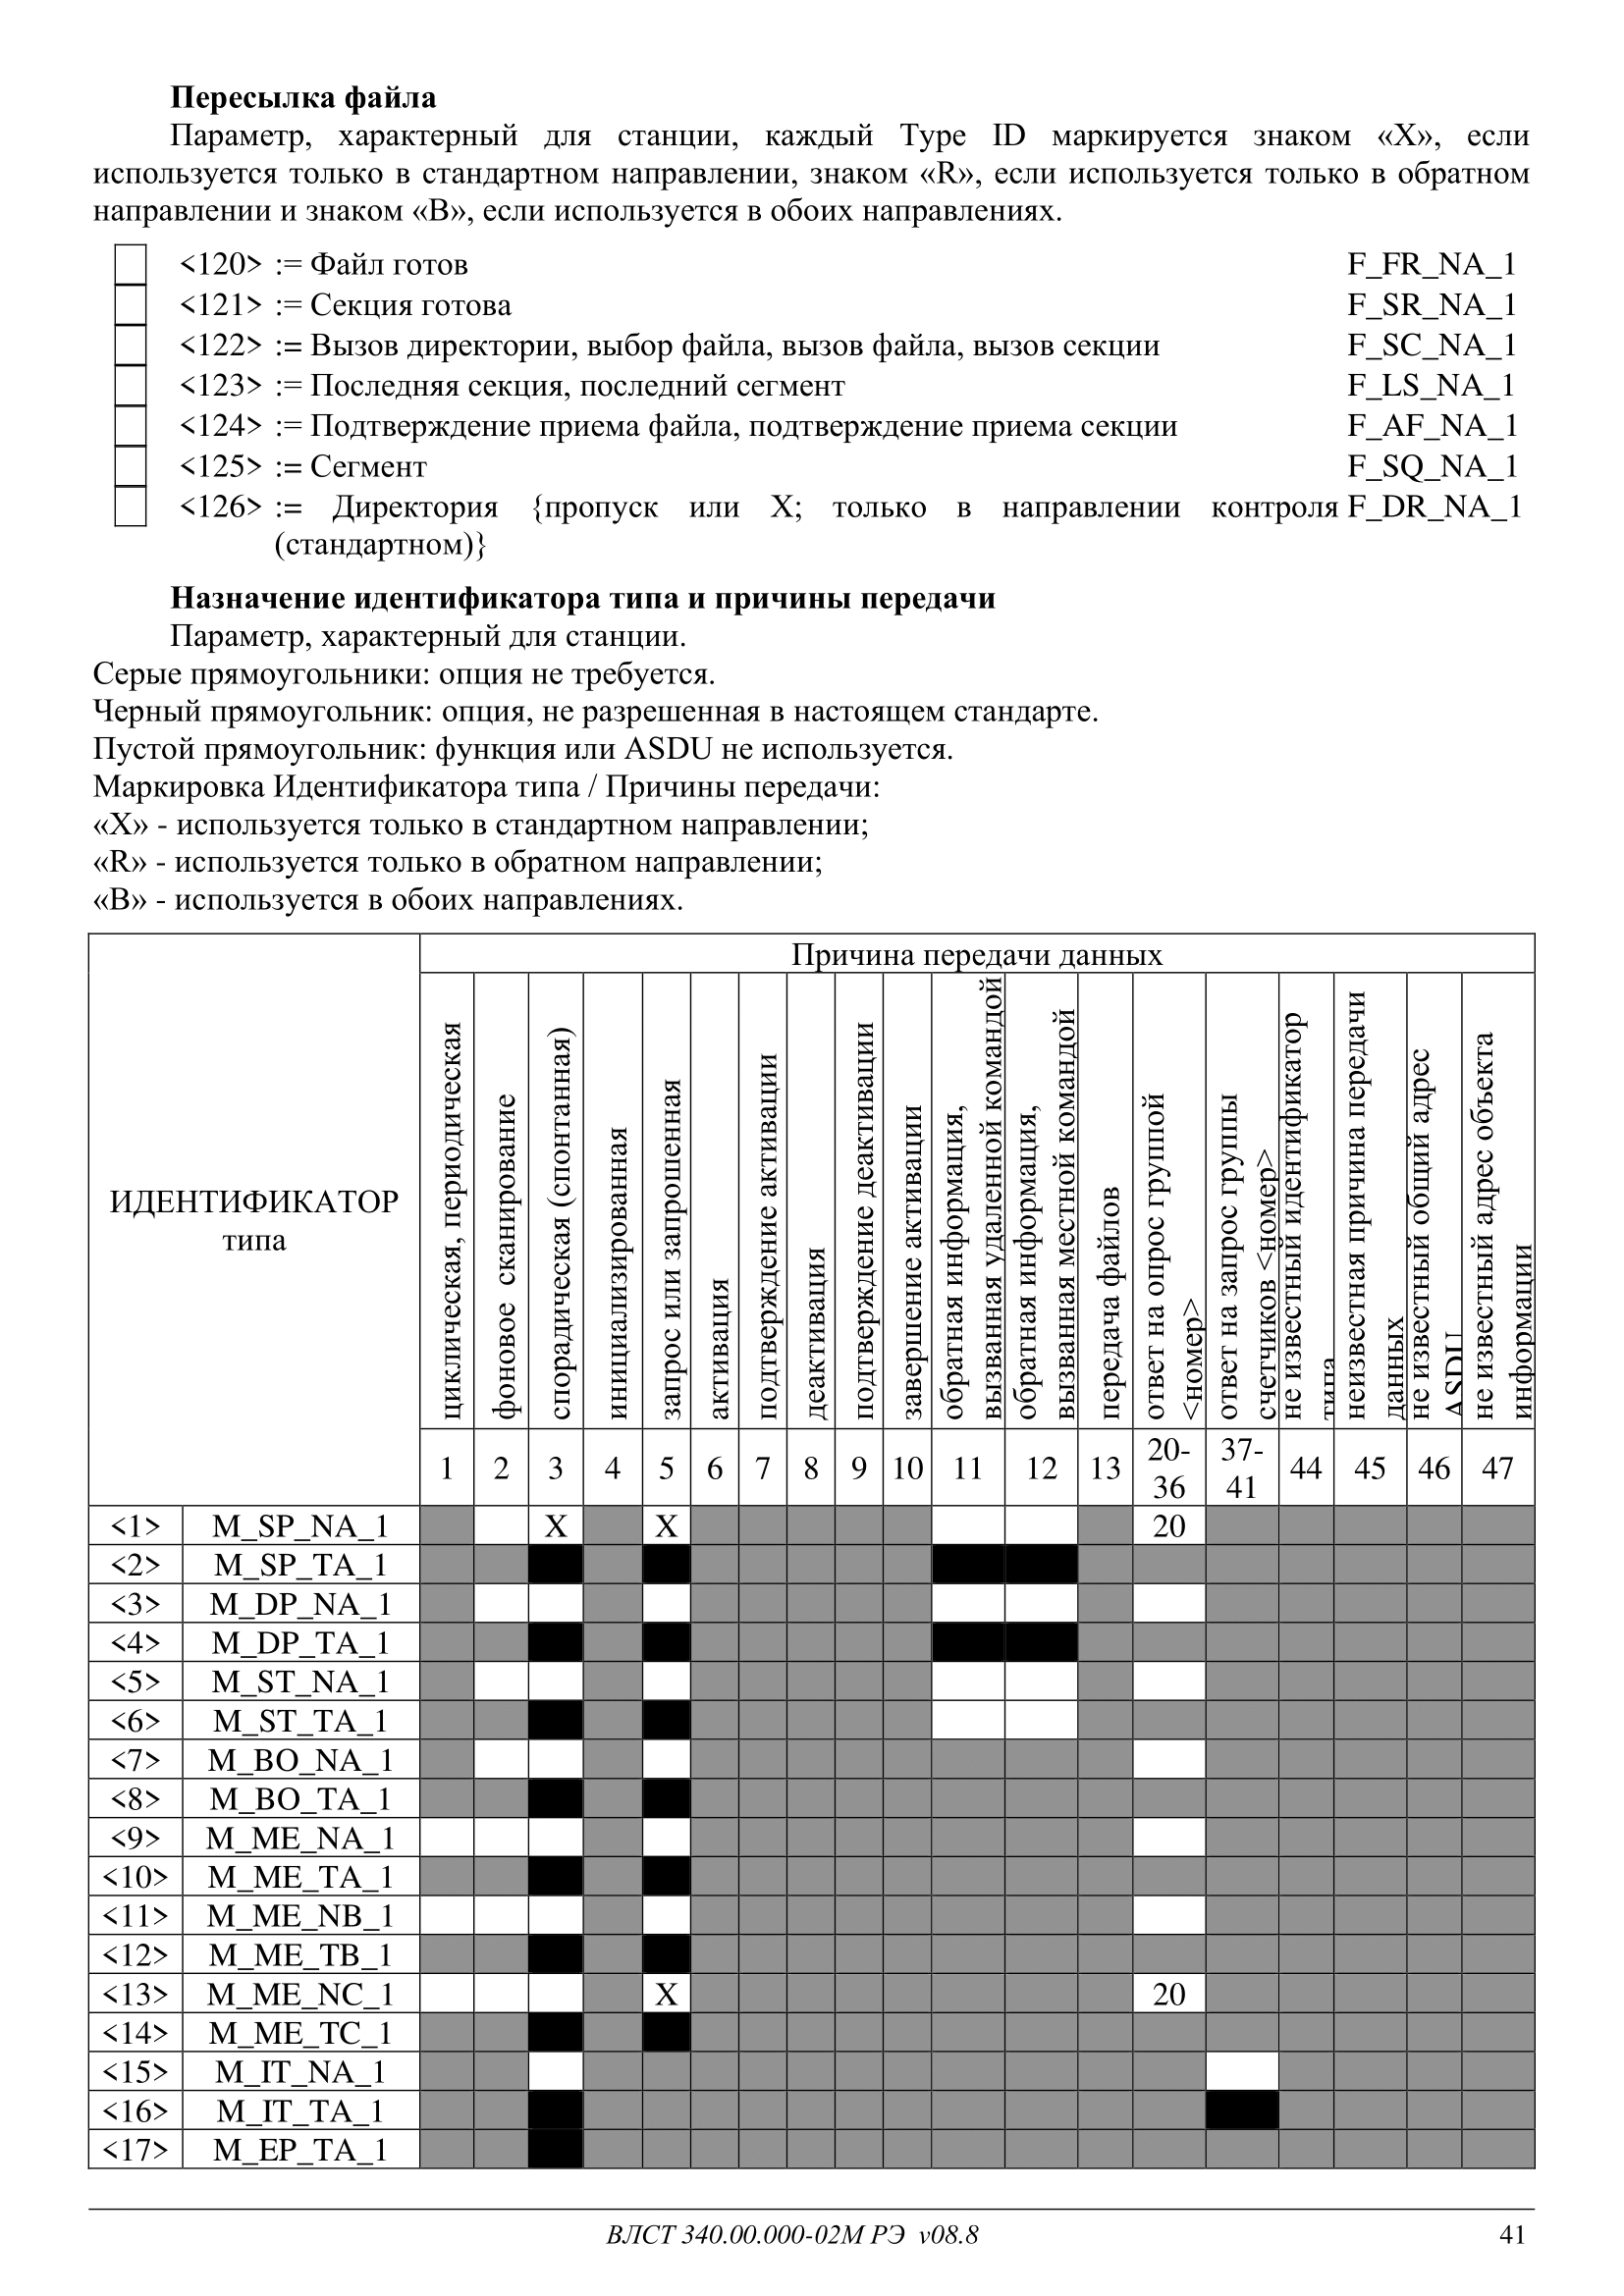 Пересылка файла
Параметр, характерный для станции, каждый Type ID маркируется знаком «X», если
используется только в стандартном направлении, знаком «R», если используется только в обратном
направлении и знаком «B», если используется в обоих направлениях.
<120> := Файл готов F_FR_NA_1
<121> := Секция готова F_SR_NA_1
<122> := Вызов директории, выбор файла, вызов файла, вызов секции F_SC_NA_1
<123> := Последняя секция, последний сегмент F_LS_NA_1
<124> := Подтверждение приема файла, подтверждение приема секции F_AF_NA_1
<125> := Сегмент F_SQ_NA_1
<126> := Директория {пропуск или X; только в направлении контроля F_DR_NA_1
(стандартном)}
Назначение идентификатора типа и причины передачи
Параметр, характерный для станции.
Серые прямоугольники: опция не требуется.
Черный прямоугольник: опция, не разрешенная в настоящем стандарте.
Пустой прямоугольник: функция или ASDU не используется.
Маркировка Идентификатора типа / Причины передачи:
«X» - используется только в стандартном направлении;
«R» - используется только в обратном направлении;
«B» - используется в обоих направлениях.
Причина передачи данных
ИДЕНТИФИКАТОР
типа
циклическая, периодическая
фоновое сканирование
спорадическая (спонтанная)
инициализированная
запрос или запрошенная
активация
подтверждение активации
деактивация
подтверждение деактивации
завершение активации
обратная информация,
вызванная удаленной командой
обратная информация,
вызванная местной командой
передача файлов
ответ на опрос группой
<номер>
ответ на запрос группы
счетчиков <номер>
не известный идентификатор
типа
неизвестная причина передачи
данных
не известный общий адрес
ASDU
не известный адрес объекта
информации
1 2 3 4 5 6 7 8 9 10 11 12 13 20-36 37-41 44 45 46 47
<1> M_SP_NA_1 X X 20
<2> M_SP_TA_1
<3> M_DP_NA_1
<4> M_DP_TA_1
<5> M_ST_NA_1
<6> M_ST_TA_1
<7> M_BO_NA_1
<8> M_BO_TA_1
<9> M_ME_NA_1
<10> M_ME_TA_1
<11> M_ME_NB_1
<12> M_ME_TB_1
<13> M_ME_NC_1 X 20
<14> M_ME_TC_1
<15> M_IT_NA_1
<16> M_IT_TA_1
<17> M_EP_TA_1
ВЛСТ 340.00.000-02М РЭ v08.8 41